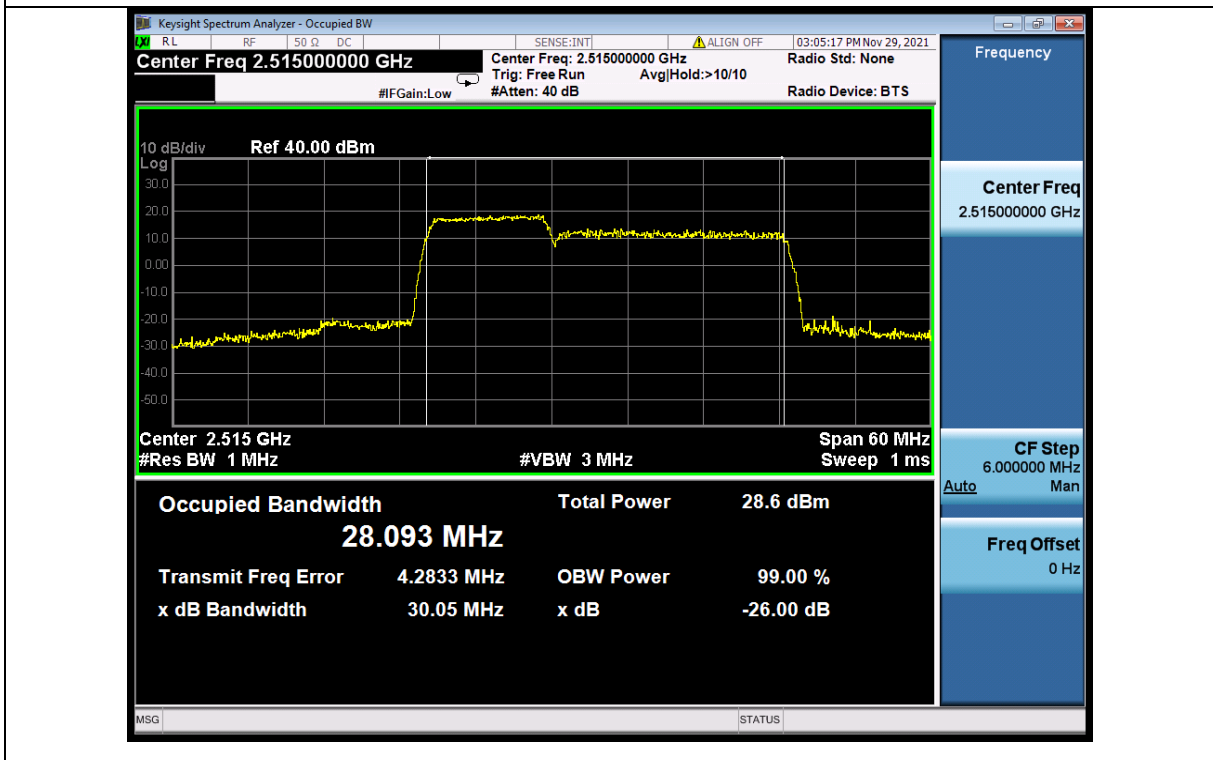 Keysight Spectrum Analyzer - Occupied BW
LXI RL RF 50 Ω DC SENSE:INT ALIGN OFF 03:05:17 PM Nov 29, 2021
Center Freq 2.515000000 GHz Center Freq: 2.515000000 GHz Radio Std: None
Trig: Free Run Avg|Hold:>10/10
#IFGain:Low #Atten: 40 dB Radio Device: BTS
10 dB/div Ref 40.00 dBm
Log
30.0
20.0
10.0
0.00
-10.0
-20.0
-30.0
-40.0
-50.0
Center 2.515 GHz Span 60 MHz
#Res BW 1 MHz #VBW 3 MHz Sweep 1 ms
Occupied Bandwidth Total Power 28.6 dBm
28.093 MHz
Transmit Freq Error 4.2833 MHz OBW Power 99.00 %
x dB Bandwidth 30.05 MHz x dB -26.00 dB
MSG STATUS
Frequency
Center Freq
2.515000000 GHz
CF Step
6.000000 MHz
Auto Man
Freq Offset
0 Hz